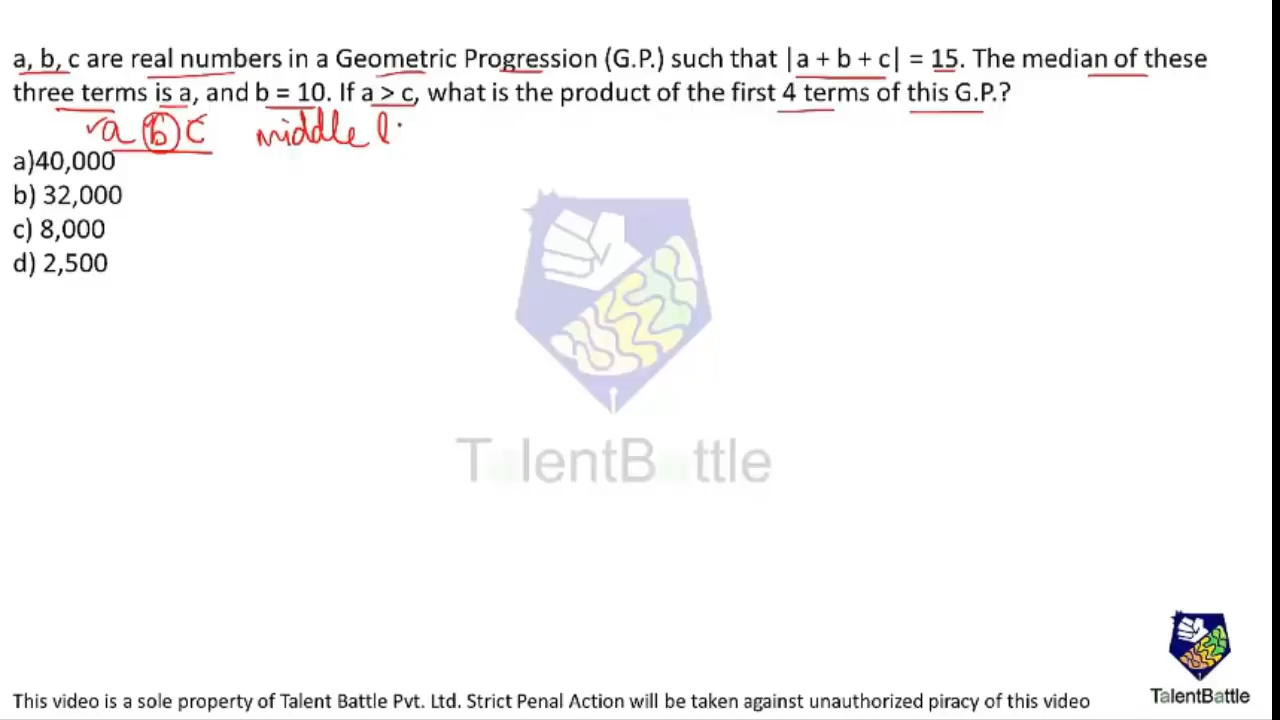 a, b, c are real numbers in a Geometric Progression (G.P.) such that |a + b + c| = 15. The median of these
three terms is a, and b = 10. If a > c, what is the product of the first 4 terms of this G.P.?
a b c middle
a)40,000
b) 32,000
c) 8,000
d) 2,500
TalentBattle
TalentBattle
This video is a sole property of Talent Battle Pvt. Ltd. Strict Penal Action will be taken against unauthorized piracy of this video